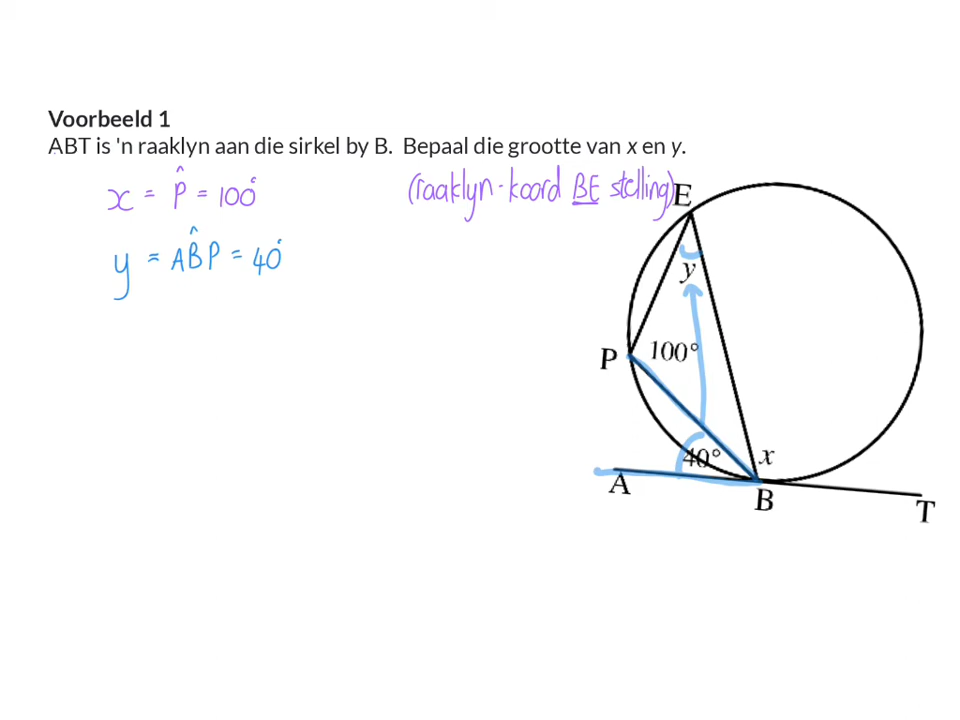 Voorbeeld 1
ABT is 'n raaklyn aan die sirkel by B. Bepaal die grootte van x en y.
x = P̂ = 100° (raaklyn-koord BE stelling)
y = AB̂P = 40°
E
y
P 100°
40° x
A B T